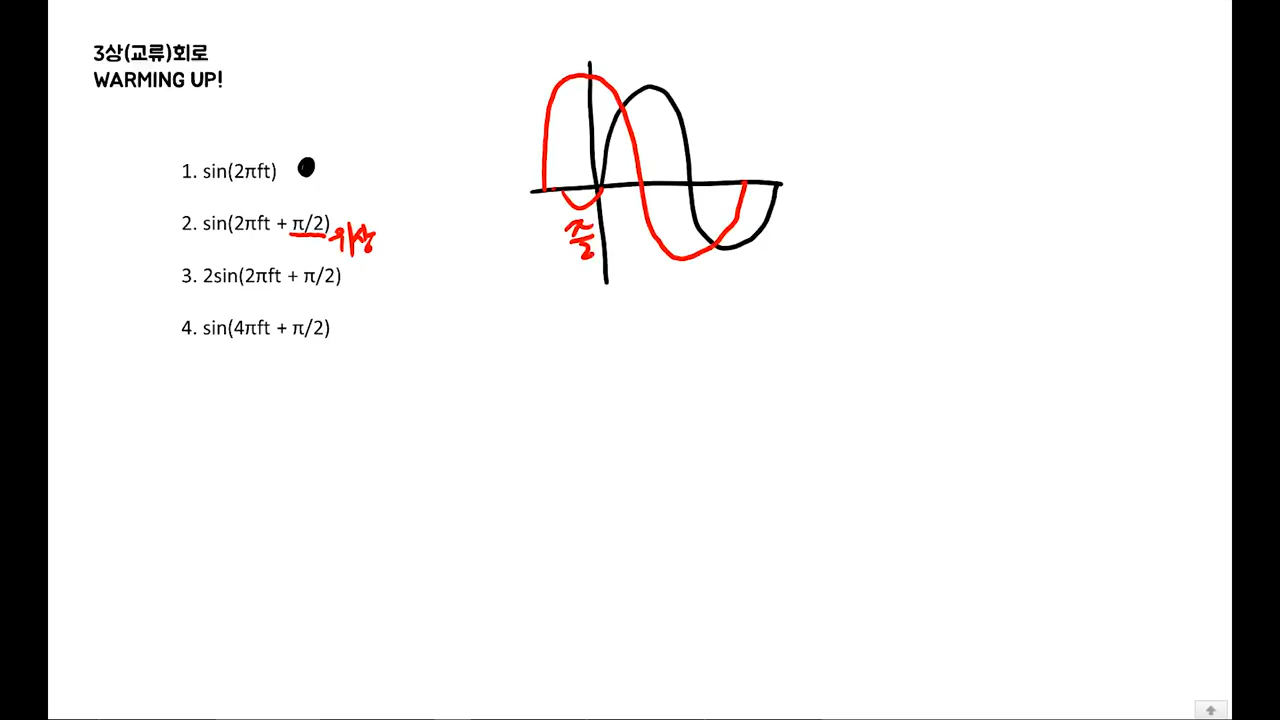 3상(교류)회로
WARMING UP!
1. sin(2πft)
2. sin(2πft + π/2)
위상
3. 2sin(2πft + π/2)
4. sin(4πft + π/2)
π/2